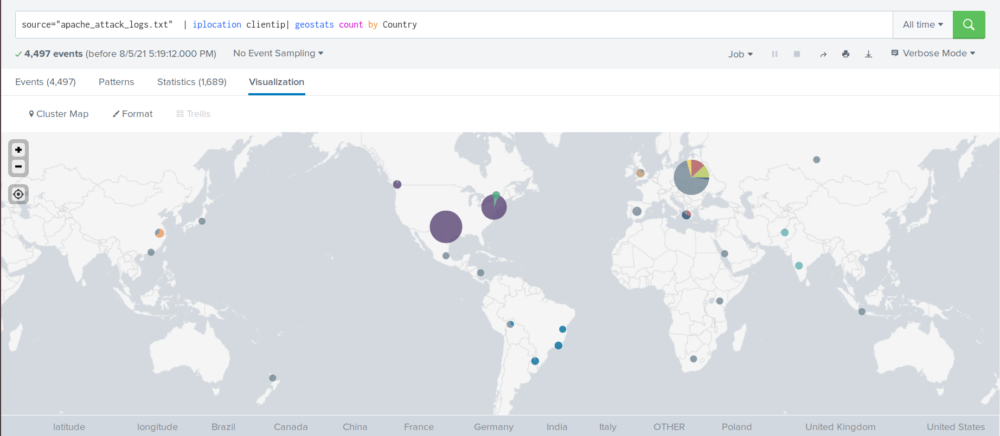 source="apache_attack_logs.txt" | iplocation clientip| geostats count by Country
All time
4,497 events (before 8/5/21 5:19:12.000 PM)
No Event Sampling
Job
Verbose Mode
Events (4,497)
Patterns
Statistics (1,689)
Visualization
Cluster Map
Format
Trellis
latitude
longitude
Brazil
Canada
China
France
Germany
India
Italy
OTHER
Poland
United Kingdom
United States